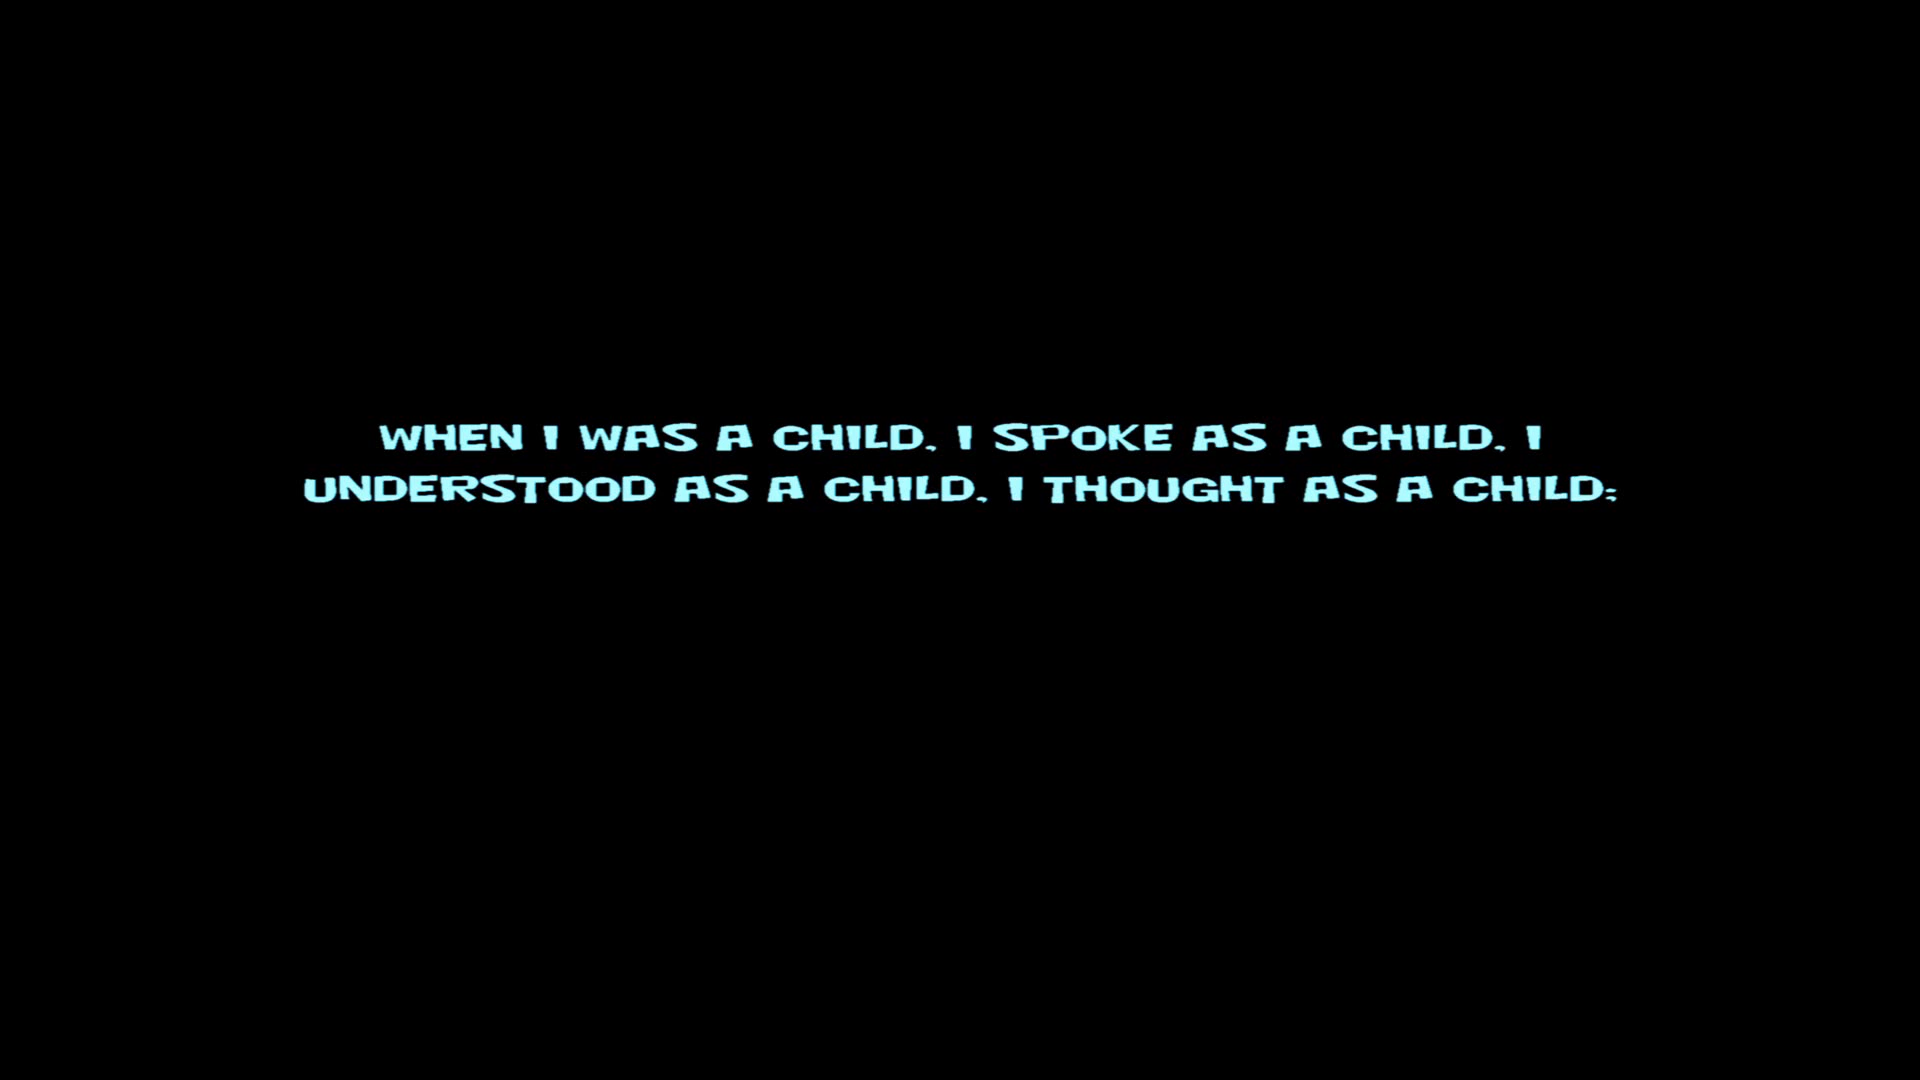 WHEN I WAS A CHILD, I SPOKE AS A CHILD, I
UNDERSTOOD AS A CHILD, I THOUGHT AS A CHILD;